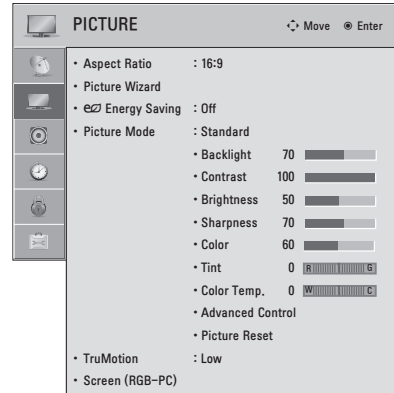 PICTURE Move Enter
• Aspect Ratio : 16:9
• Picture Wizard
• eco Energy Saving : Off
• Picture Mode : Standard
• Backlight 70
• Contrast 100
• Brightness 50
• Sharpness 70
• Color 60
• Tint 0 R G
• Color Temp. 0 W C
• Advanced Control
• Picture Reset
• TruMotion : Low
• Screen (RGB-PC)